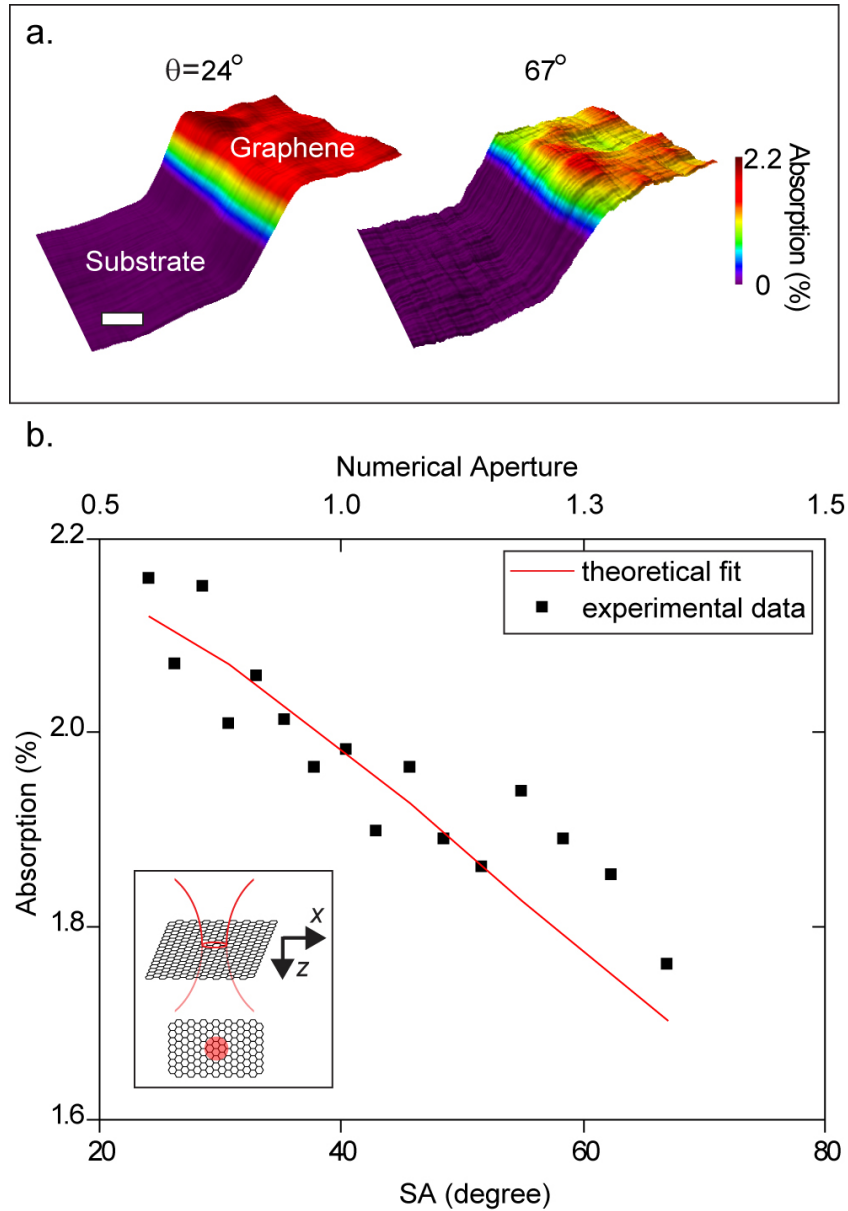 a.
θ=24° 67°
Graphene
Substrate
2.2
0
Absorption (%)
b.
Numerical Aperture
0.5 1.0 1.3 1.5
2.2
2.0
1.8
1.6
Absorption (%)
theoretical fit
experimental data
x
z
20 40 60 80
SA (degree)